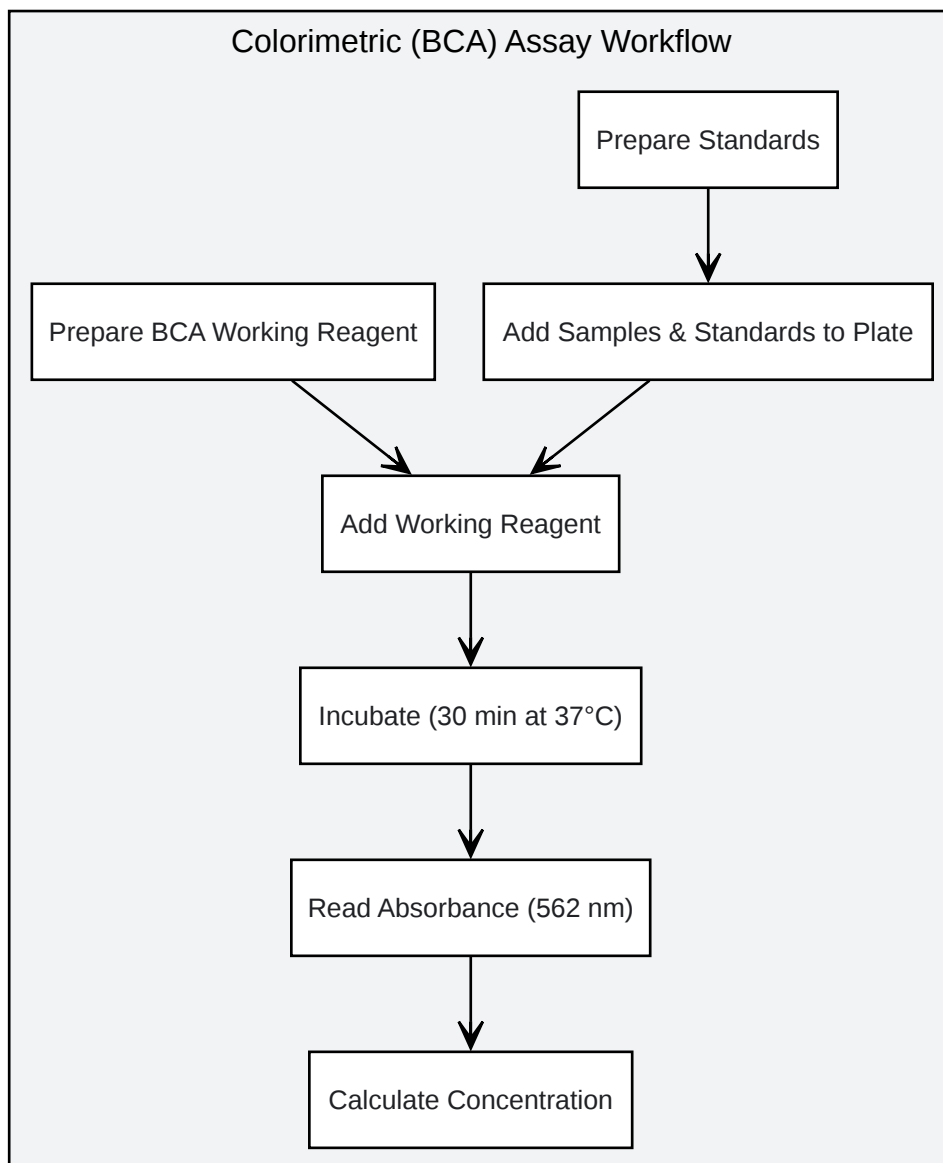 Colorimetric (BCA) Assay Workflow
Prepare Standards
Prepare BCA Working Reagent
Add Samples & Standards to Plate
Add Working Reagent
Incubate (30 min at 37°C)
Read Absorbance (562 nm)
Calculate Concentration